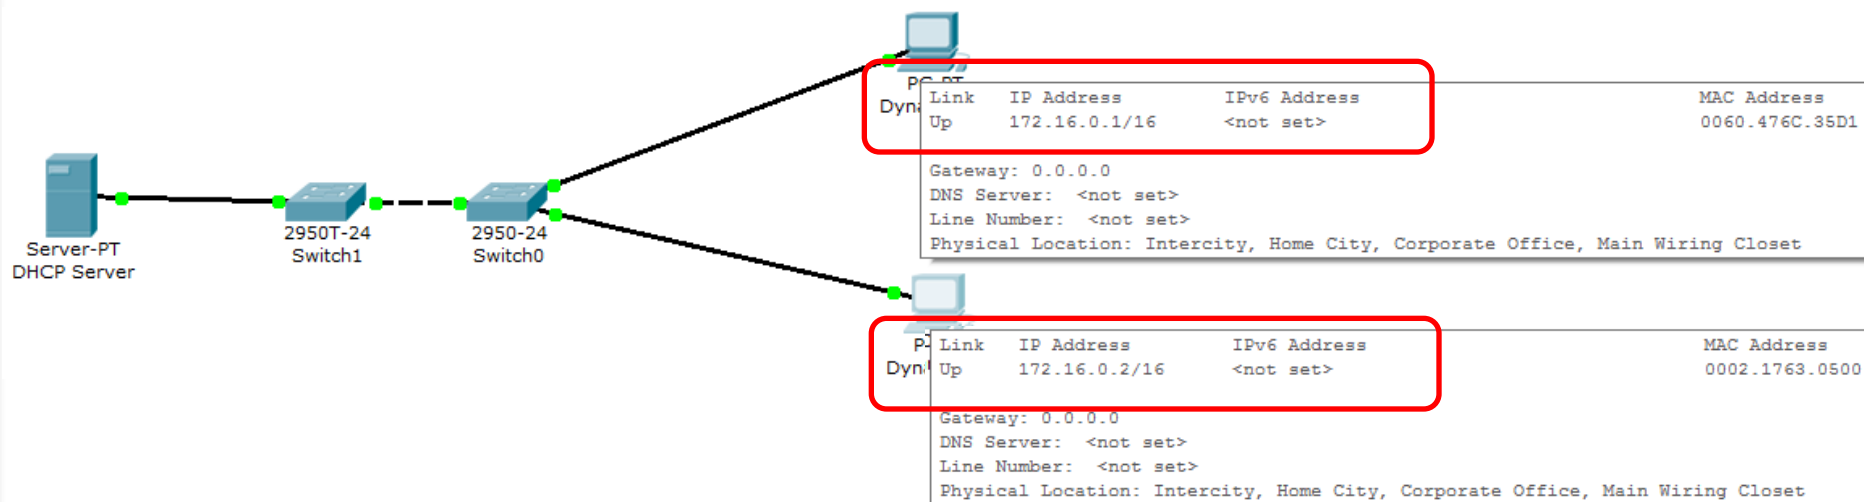 Server-PT
DHCP Server
2950T-24
Switch1
2950-24
Switch0
Link IP Address IPv6 Address MAC Address
Up 172.16.0.1/16 <not set> 0060.476C.35D1
Gateway: 0.0.0.0
DNS Server: <not set>
Line Number: <not set>
Physical Location: Intercity, Home City, Corporate Office, Main Wiring Closet
Link IP Address IPv6 Address MAC Address
Up 172.16.0.2/16 <not set> 0002.1763.0500
Gateway: 0.0.0.0
DNS Server: <not set>
Line Number: <not set>
Physical Location: Intercity, Home City, Corporate Office, Main Wiring Closet